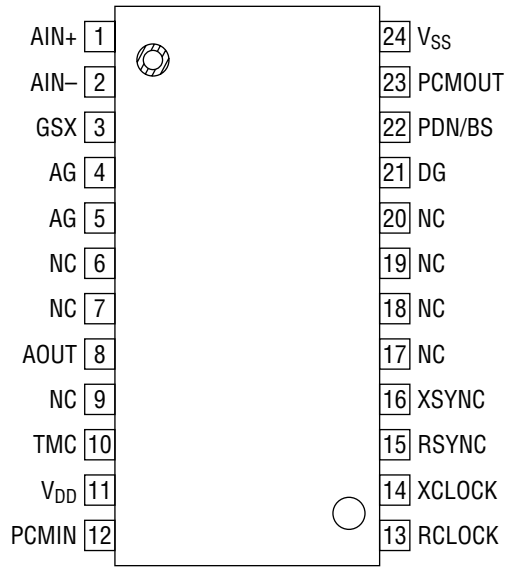 AIN+ 1 24 VSS
AIN– 2 23 PCMOUT
GSX 3 22 PDN/BS
AG 4 21 DG
AG 5 20 NC
NC 6 19 NC
NC 7 18 NC
AOUT 8 17 NC
NC 9 16 XSYNC
TMC 10 15 RSYNC
VDD 11 14 XCLOCK
PCMIN 12 13 RCLOCK